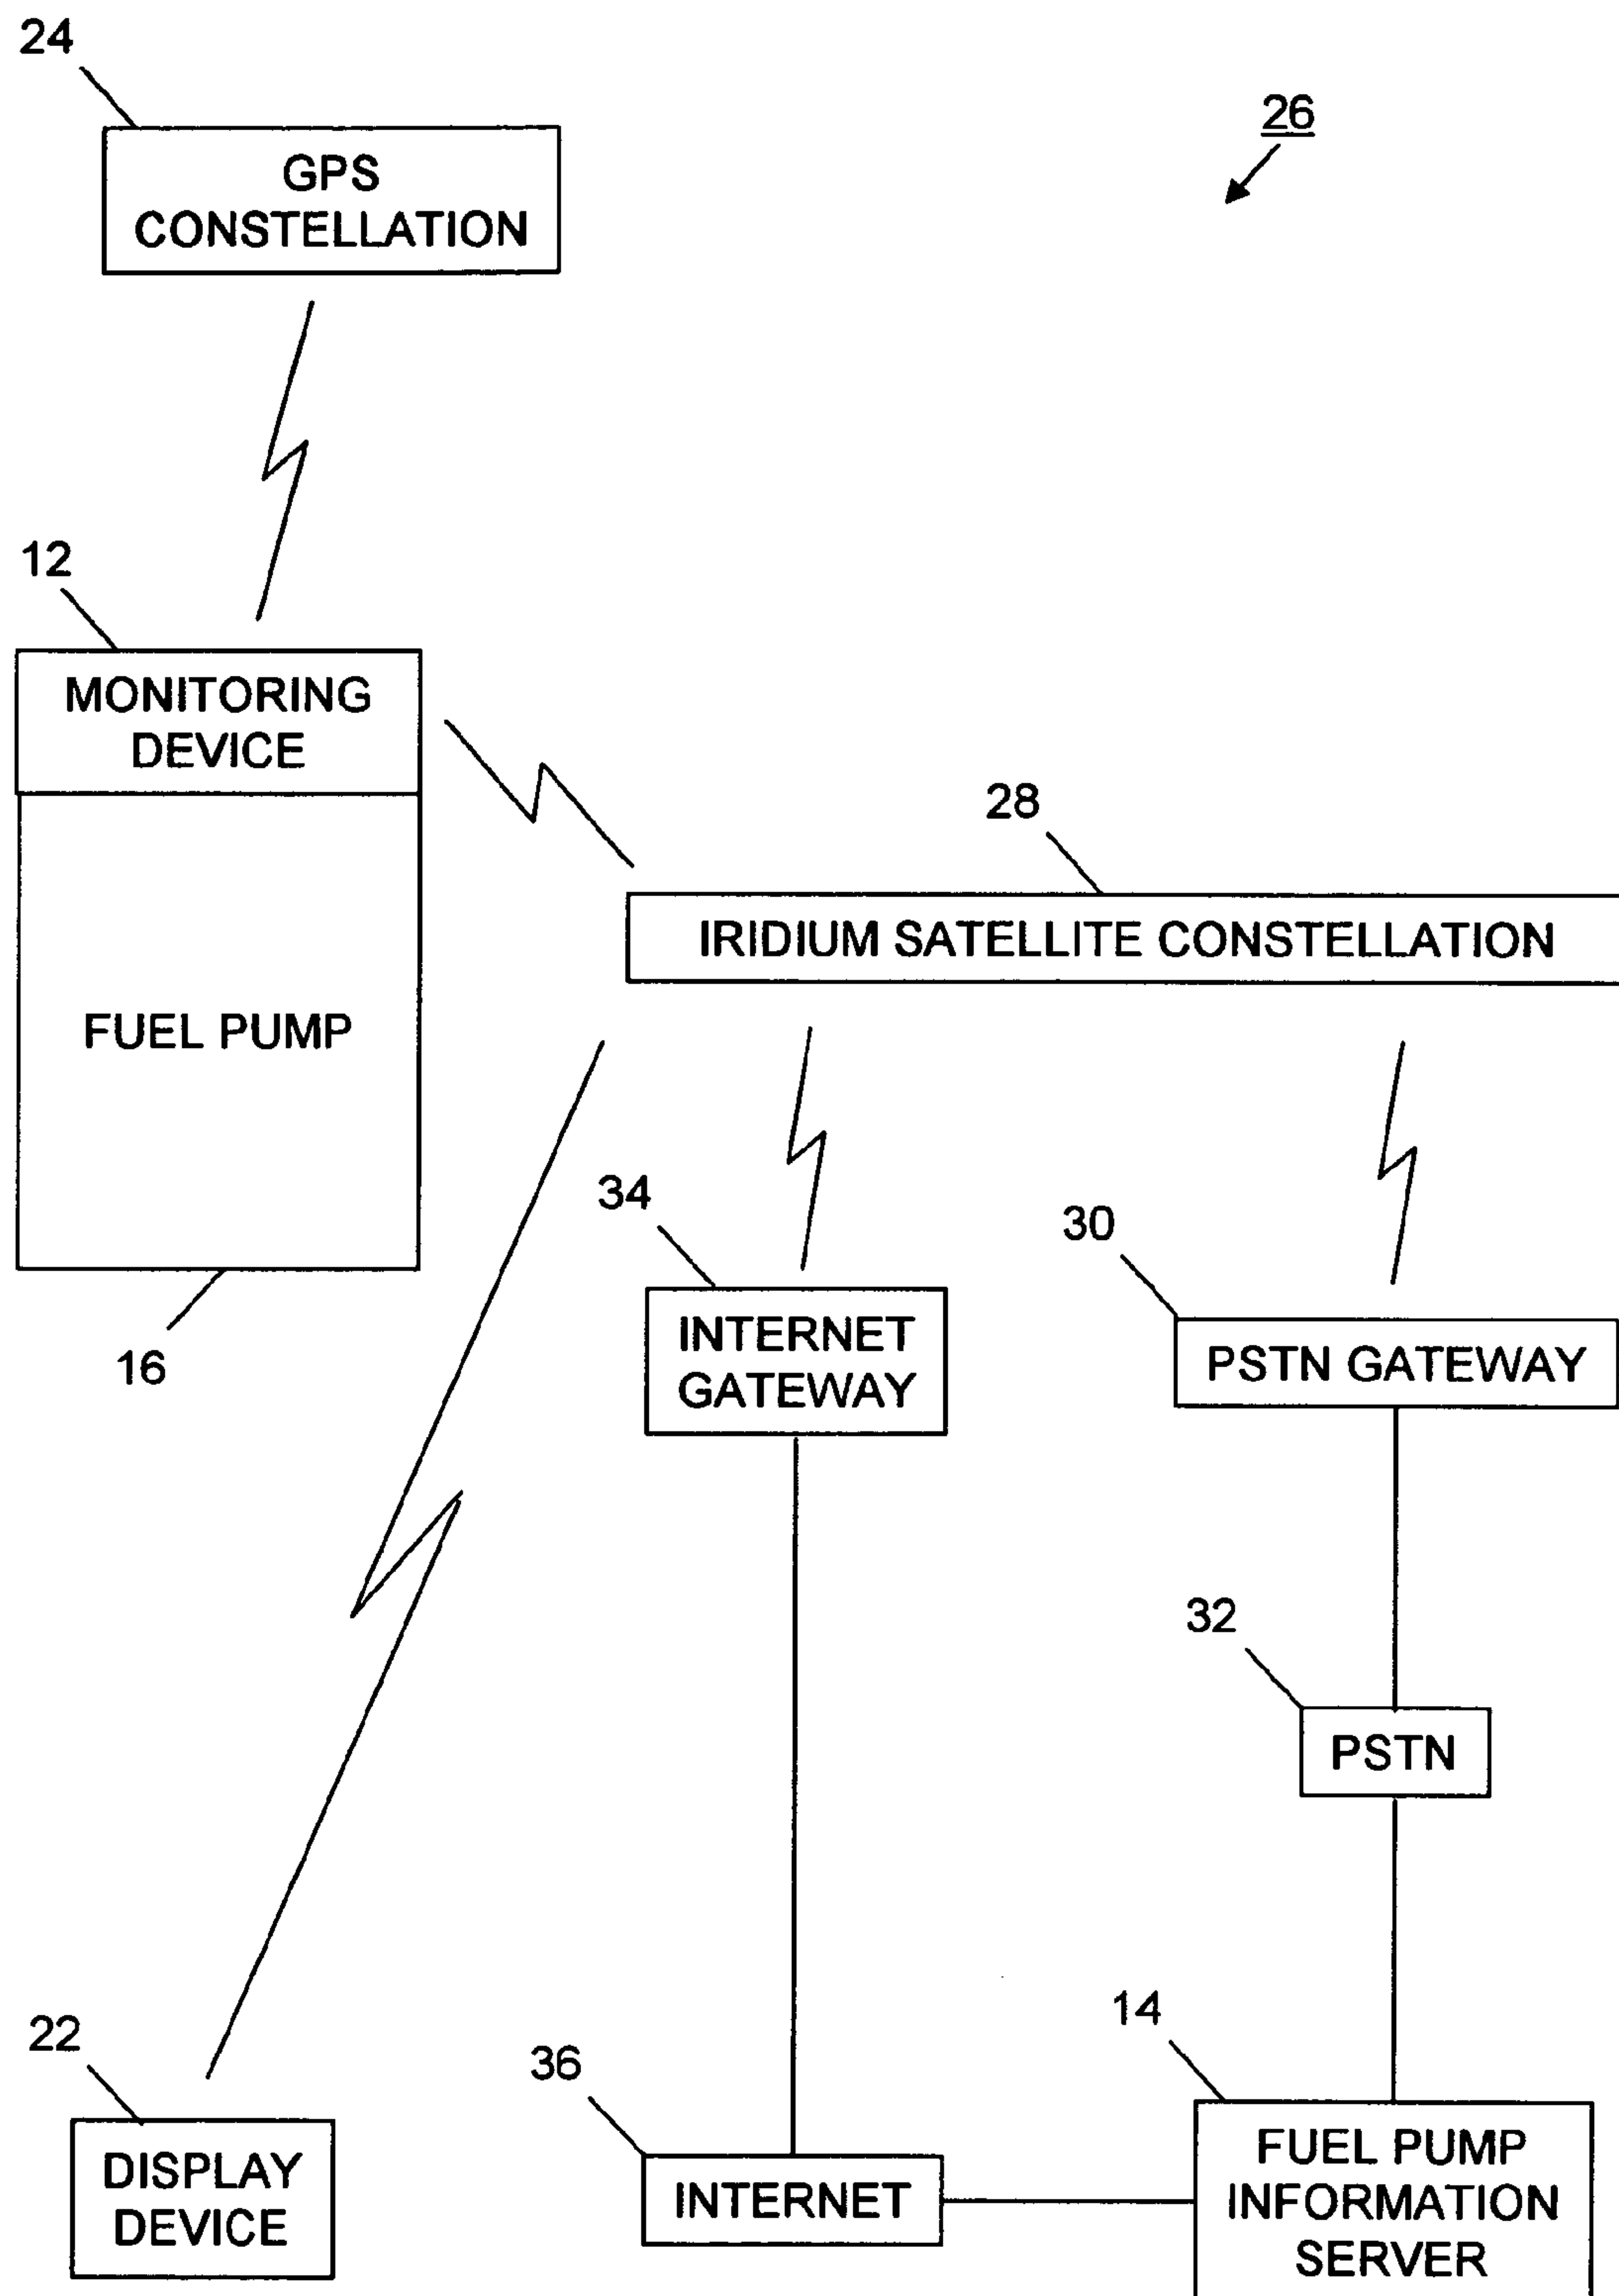 24
26
GPS
CONSTELLATION
12
MONITORING
DEVICE
28
IRIDIUM SATELLITE CONSTELLATION
FUEL PUMP
34
30
INTERNET
GATEWAY
PSTN GATEWAY
16
32
PSTN
14
22
36
DISPLAY
DEVICE
INTERNET
FUEL PUMP
INFORMATION
SERVER